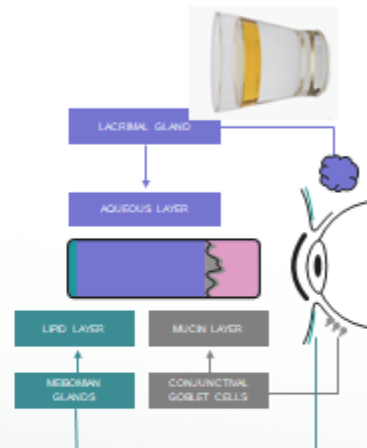 LACRIMAL GLAND
AQUEOUS LAYER
LIPID LAYER
MUCIN LAYER
MEIBOMIAN
GLANDS
CONJUNCTIVAL
GOBLET CELLS